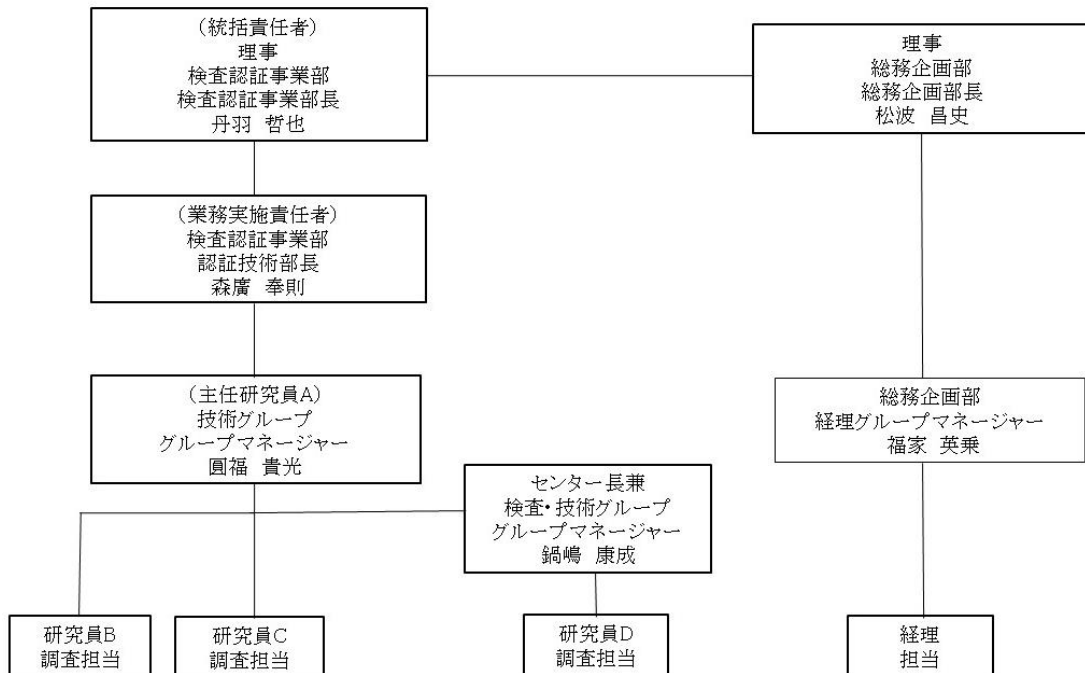 (統括責任者)
理事
検査認証事業部
検査認証事業部長
丹羽 哲也
理事
総務企画部
総務企画部長
松波 昌史
(業務実施責任者)
検査認証事業部
認証技術部長
森廣 奉則
(主任研究員A)
技術グループ
グループマネージャー
圓福 貴光
総務企画部
経理グループマネージャー
福家 英乗
センター長兼
検査・技術グループ
グループマネージャー
鍋嶋 康成
研究員B
調査担当
研究員C
調査担当
研究員D
調査担当
経理
担当